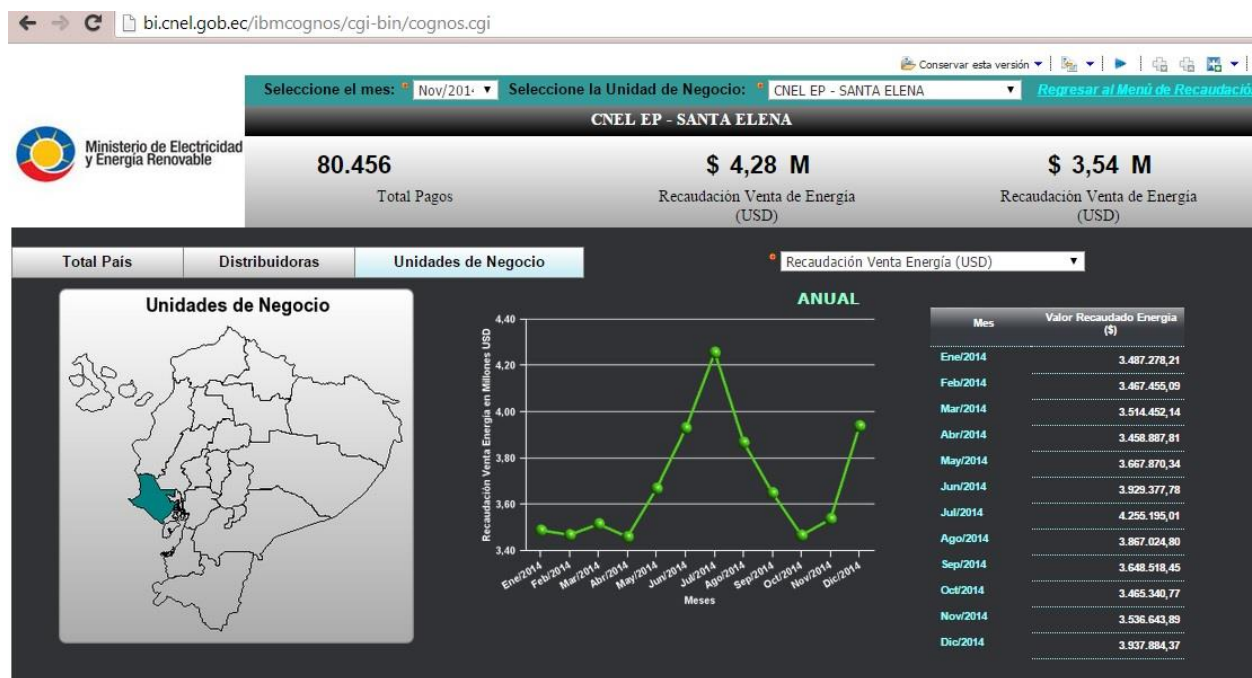 bi.cnel.gob.ec/ibmcognos/cgi-bin/cognos.cgi
Conservar esta versión
Seleccione el mes: Nov/201 Seleccione la Unidad de Negocio: CNEL EP - SANTA ELENA Regresar al Menú de Recaudació
CNEL EP - SANTA ELENA
Ministerio de Electricidad
y Energía Renovable
80.456
Total Pagos
$ 4,28 M
Recaudación Venta de Energía
(USD)
$ 3,54 M
Recaudación Venta de Energía
(USD)
Total País Distribuidoras Unidades de Negocio
Recaudación Venta Energía (USD)
Unidades de Negocio
ANUAL
Recaudación Venta Energía en Millones USD
4,40
4,20
4,00
3,80
3,60
3,40
Ene/2014 Feb/2014 Mar/2014 Abr/2014 May/2014 Jun/2014 Jul/2014 Ago/2014 Sep/2014 Oct/2014 Nov/2014 Dic/2014
Meses
Mes Valor Recaudado Energía
($)
Ene/2014 3.487.278,21
Feb/2014 3.467.455,09
Mar/2014 3.514.452,14
Abr/2014 3.458.887,81
May/2014 3.667.870,34
Jun/2014 3.929.377,78
Jul/2014 4.255.195,01
Ago/2014 3.867.024,80
Sep/2014 3.648.518,45
Oct/2014 3.465.340,77
Nov/2014 3.536.643,89
Dic/2014 3.937.884,37